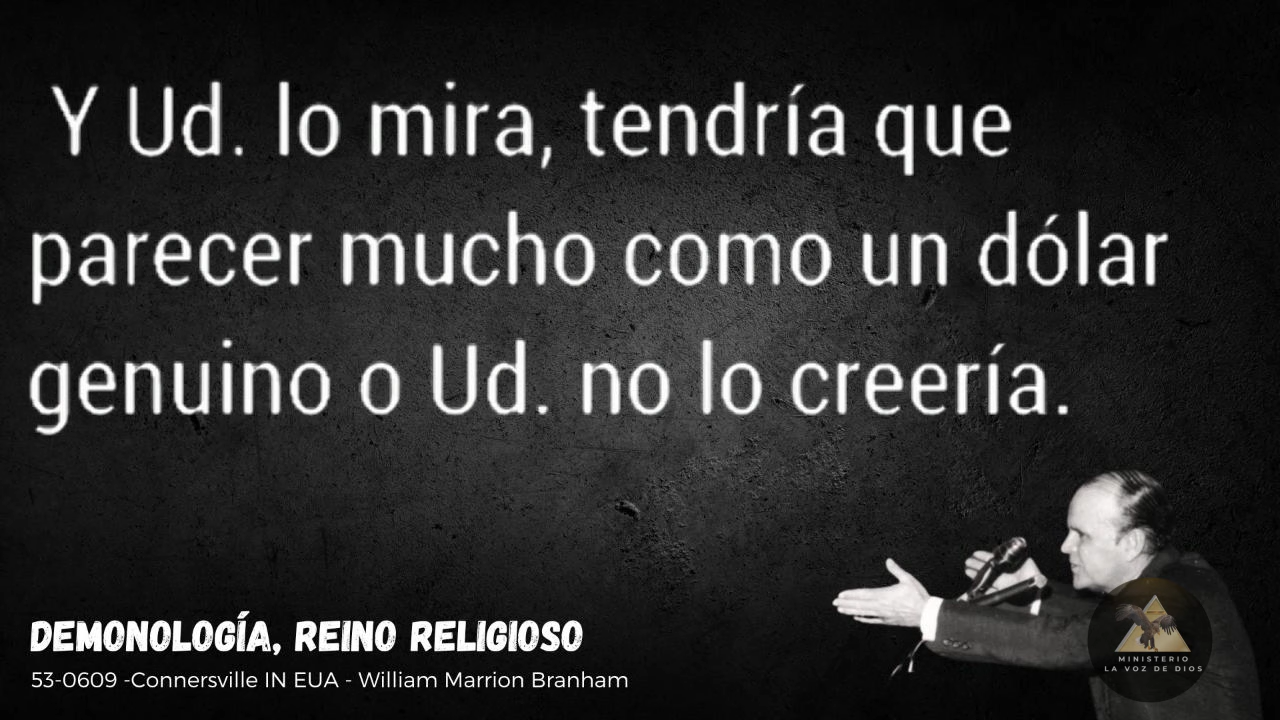 Y Ud. lo mira, tendría que
parecer mucho como un dólar
genuino o Ud. no lo creería.
DEMONOLOGÍA, REINO RELIGIOSO
53-0609 -Connersville IN EUA - William Marrion Branham
MINISTERIO
LA VOZ DE DIOS